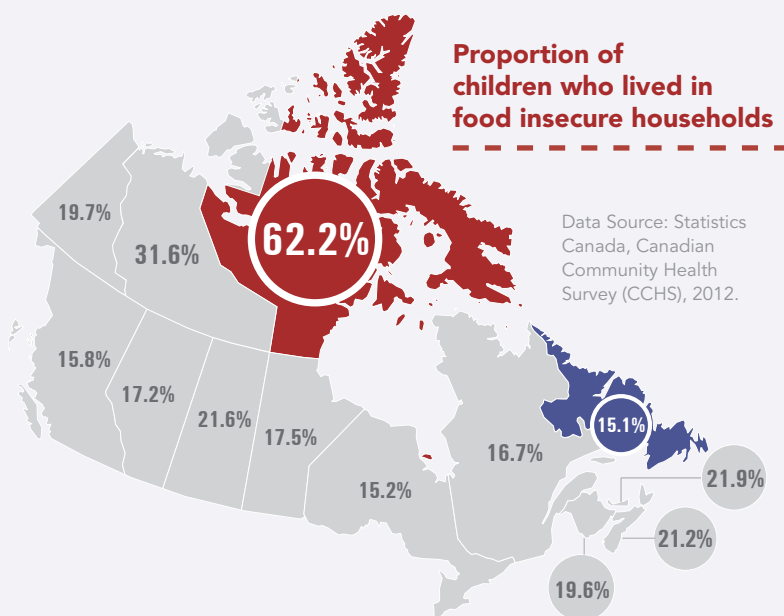 Proportion of
children who lived in
food insecure households
Data Source: Statistics
Canada, Canadian
Community Health
Survey (CCHS), 2012.
19.7%
31.6%
62.2%
15.8%
17.2%
21.6%
17.5%
15.2%
16.7%
15.1%
21.9%
21.2%
19.6%